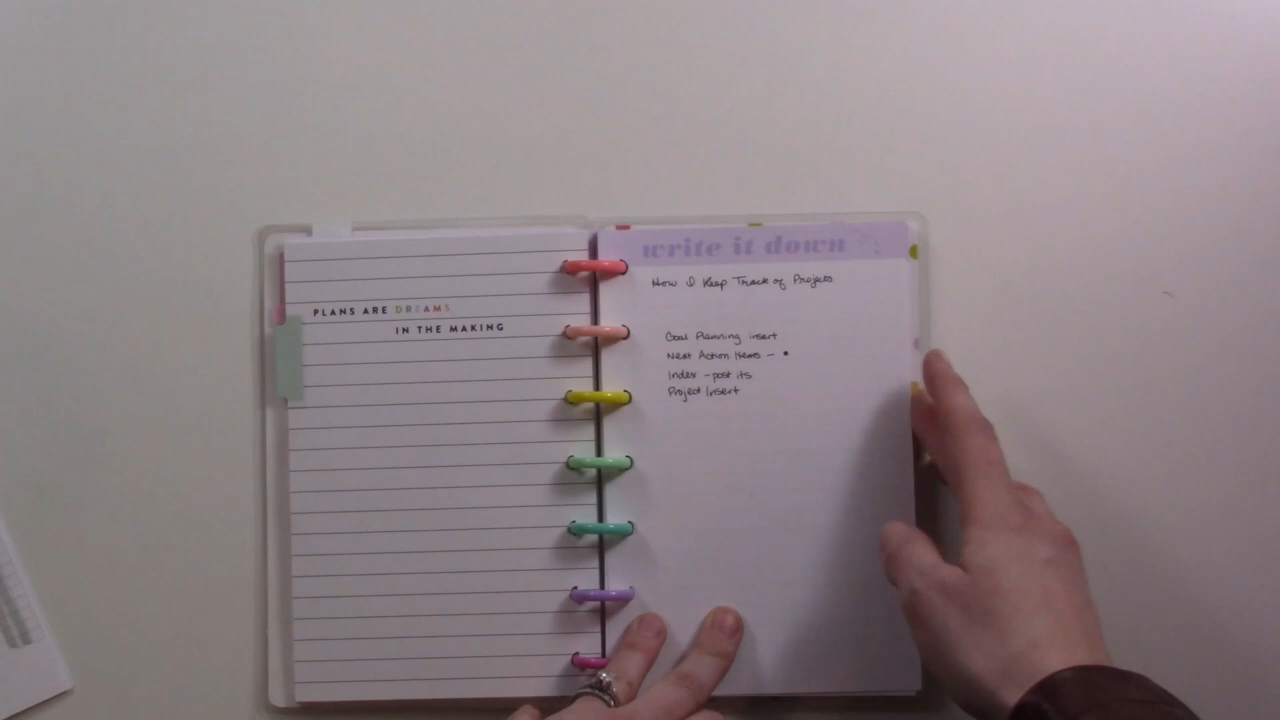 PLANS ARE DREAMS
IN THE MAKING
write it down
How I Keep Track of Projects
Goal Planning insert
Next Action Items - •
Index - post its
Project Insert